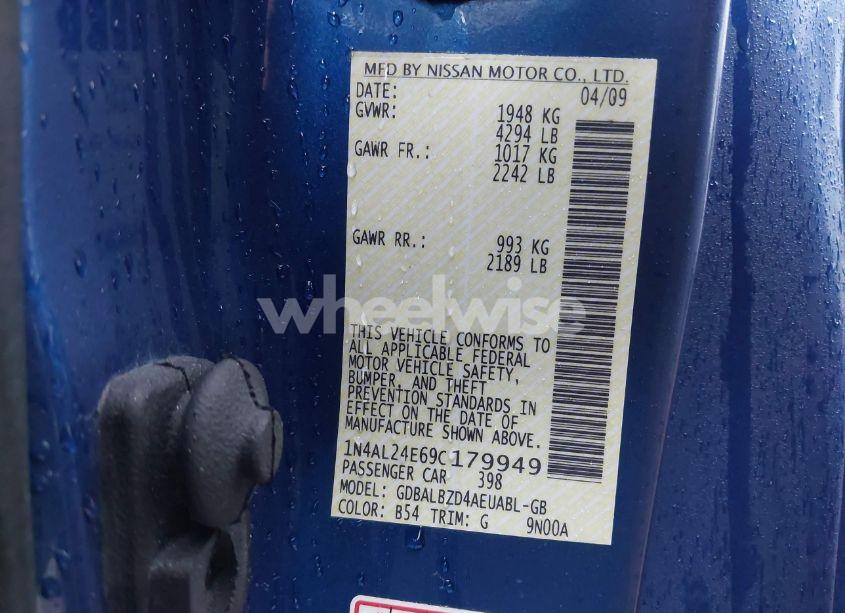 MFD BY NISSAN MOTOR CO., LTD.
DATE: 04/09
GVWR: 1948 KG
4294 LB
GAWR FR.: 1017 KG
2242 LB
GAWR RR.: 993 KG
2189 LB
wheelwise
THIS VEHICLE CONFORMS TO
ALL APPLICABLE FEDERAL
MOTOR VEHICLE SAFETY,
BUMPER, AND THEFT
PREVENTION STANDARDS IN
EFFECT ON THE DATE OF
MANUFACTURE SHOWN ABOVE.
1N4AL24E69C179949
PASSENGER CAR 398
MODEL: GDBALBZD4AEUABL-GB
COLOR: B54 TRIM: G 9N00A